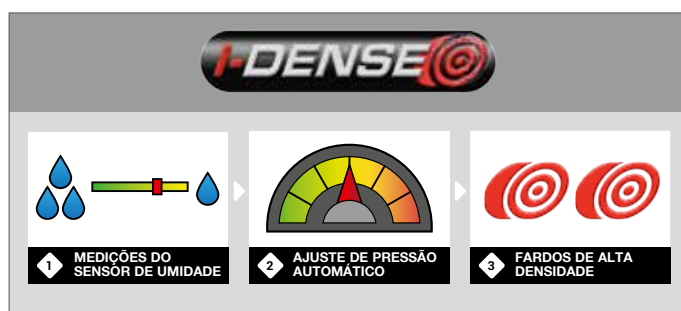 I-DENSE
1 MEDIÇÕES DO
SENSOR DE UMIDADE
2 AJUSTE DE PRESSÃO
AUTOMÁTICO
3 FARDOS DE ALTA
DENSIDADE